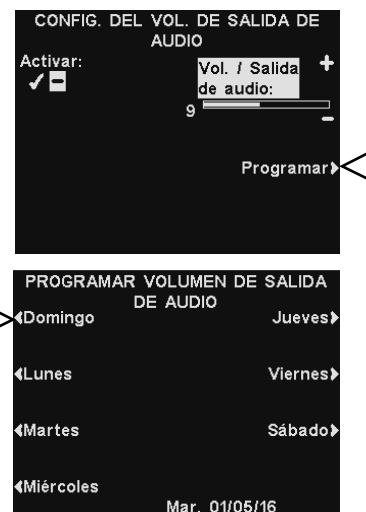 CONFIG. DEL VOL. DE SALIDA DE
AUDIO
Activar:
Vol. / Salida
de audio:
9
Programar
PROGRAMAR VOLUMEN DE SALIDA
DE AUDIO
Domingo
Jueves
Lunes
Viernes
Martes
Sábado
Miércoles
Mar. 01/05/16